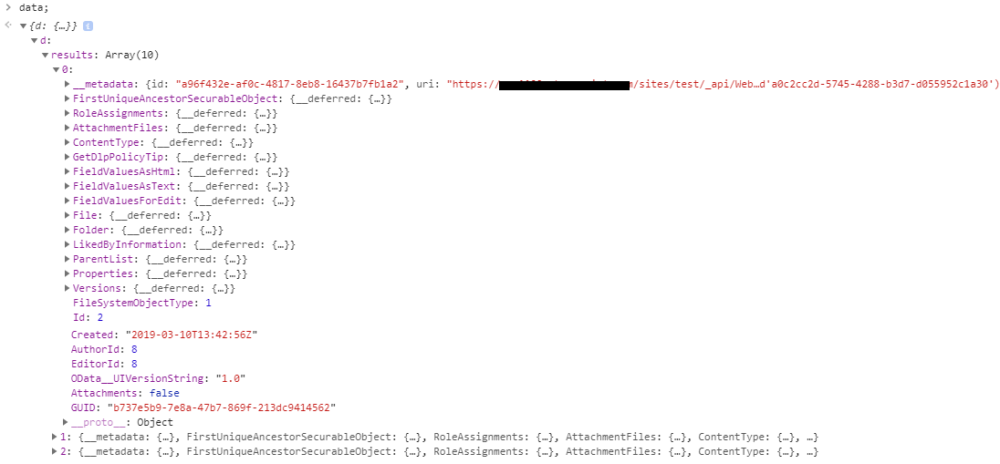 data;
{d: {…}} i
d:
results: Array(10)
0:
__metadata: {id: "a96f432e-af0c-4817-8eb8-16437b7fb1a2", uri: "https:/ /sites/test/_api/Web…d'a0c2cc2d-5745-4288-b3d7-d055952c1a30')
FirstUniqueAncestorSecurableObject: {__deferred: {…}}
RoleAssignments: {__deferred: {…}}
AttachmentFiles: {__deferred: {…}}
ContentType: {__deferred: {…}}
GetDlpPolicyTip: {__deferred: {…}}
FieldValuesAsHtml: {__deferred: {…}}
FieldValuesAsText: {__deferred: {…}}
FieldValuesForEdit: {__deferred: {…}}
File: {__deferred: {…}}
Folder: {__deferred: {…}}
LikedByInformation: {__deferred: {…}}
ParentList: {__deferred: {…}}
Properties: {__deferred: {…}}
Versions: {__deferred: {…}}
FileSystemObjectType: 1
Id: 2
Created: "2019-03-10T13:42:56Z"
AuthorId: 8
EditorId: 8
OData__UIVersionString: "1.0"
Attachments: false
GUID: "b737e5b9-7e8a-47b7-869f-213dc9414562"
__proto__: Object
1: {__metadata: {…}, FirstUniqueAncestorSecurableObject: {…}, RoleAssignments: {…}, AttachmentFiles: {…}, ContentType: {…}, …}
2: {__metadata: {…}, FirstUniqueAncestorSecurableObject: {…}, RoleAssignments: {…}, AttachmentFiles: {…}, ContentType: {…}, …}